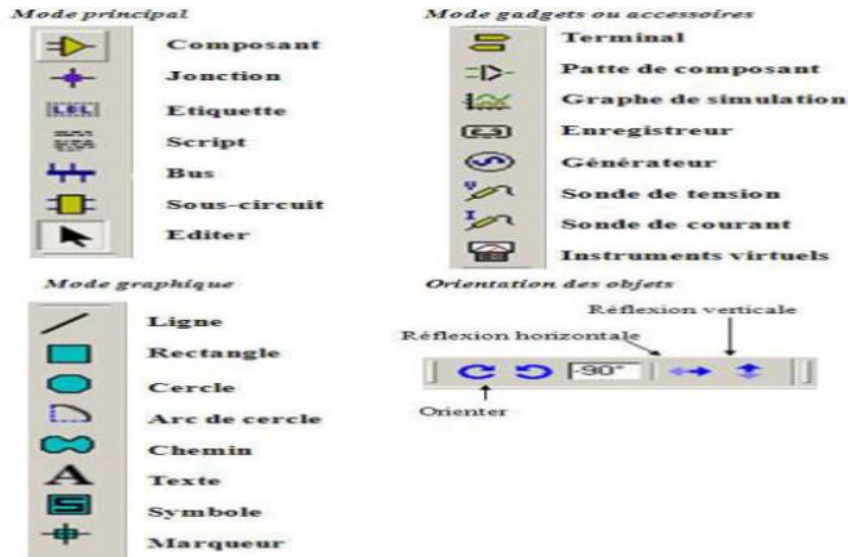 Mode principal
Composant
Jonction
LBL
Etiquette
Script
Bus
Sous-circuit
Editer
Mode gadgets ou accessoires
Terminal
Patte de composant
Graphe de simulation
Enregistreur
Générateur
V
Sonde de tension
I
Sonde de courant
Instruments virtuels
Mode graphique
Ligne
Rectangle
Cercle
Arc de cercle
Chemin
A
Texte
S
Symbole
Marqueur
Orientation des objets
Réflexion verticale
Réflexion horizontale
-90°
Orienter